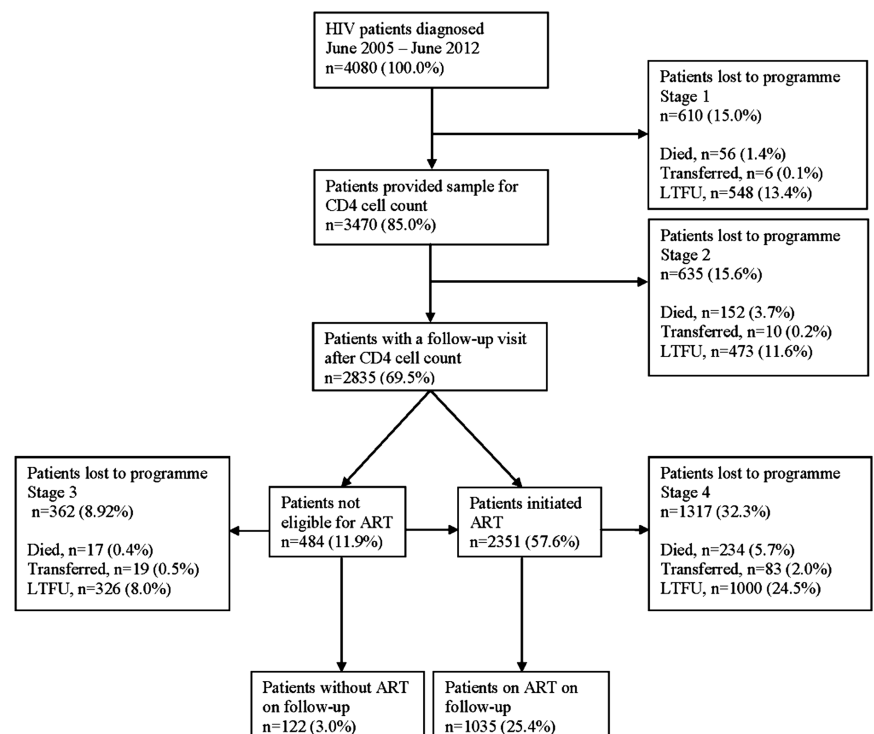 HIV patients diagnosed
June 2005 – June 2012
n=4080 (100.0%)
Patients lost to programme
Stage 1
n=610 (15.0%)
Died, n=56 (1.4%)
Transferred, n=6 (0.1%)
LTFU, n=548 (13.4%)
Patients provided sample for
CD4 cell count
n=3470 (85.0%)
Patients lost to programme
Stage 2
n=635 (15.6%)
Died, n=152 (3.7%)
Transferred, n=10 (0.2%)
LTFU, n=473 (11.6%)
Patients with a follow-up visit
after CD4 cell count
n=2835 (69.5%)
Patients lost to programme
Stage 3
n=362 (8.92%)
Died, n=17 (0.4%)
Transferred, n=19 (0.5%)
LTFU, n=326 (8.0%)
Patients not
eligible for ART
n=484 (11.9%)
Patients initiated
ART
n=2351 (57.6%)
Patients lost to programme
Stage 4
n=1317 (32.3%)
Died, n=234 (5.7%)
Transferred, n=83 (2.0%)
LTFU, n=1000 (24.5%)
Patients without ART
on follow-up
n=122 (3.0%)
Patients on ART on
follow-up
n=1035 (25.4%)